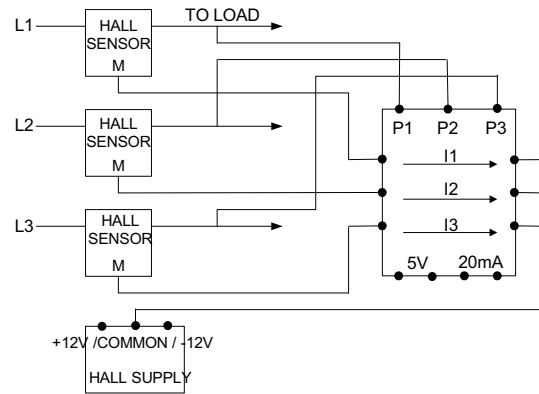 L1
HALL
SENSOR
M
TO LOAD
L2
HALL
SENSOR
M
P1 P2 P3
I1
I2
I3
5V 20mA
L3
HALL
SENSOR
M
+12V /COMMON / -12V
HALL SUPPLY